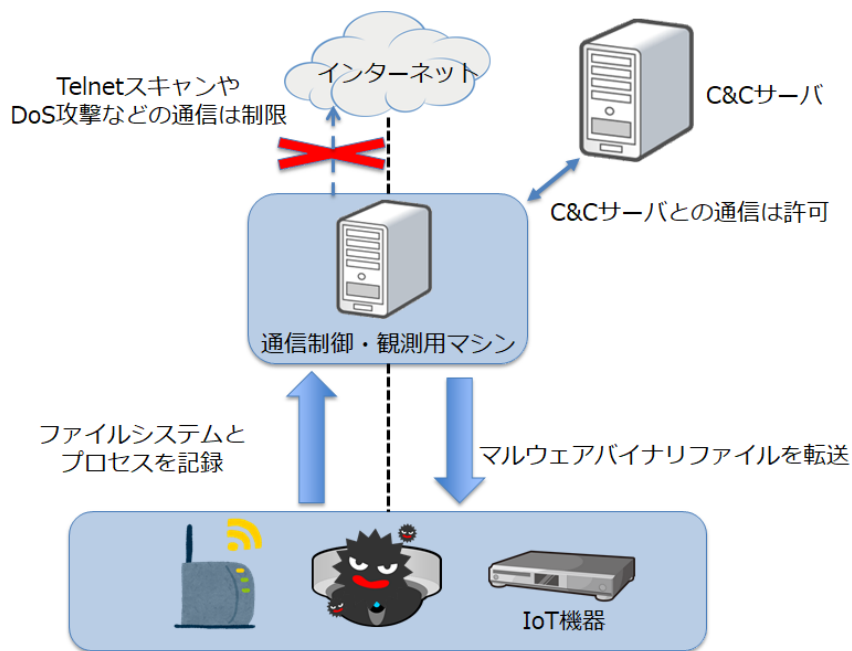 インターネット
Telnetスキャンや
DoS攻撃などの通信は制限
C&Cサーバ
C&Cサーバとの通信は許可
通信制御・観測用マシン
ファイルシステムと
プロセスを記録
マルウェアバイナリファイルを転送
IoT機器